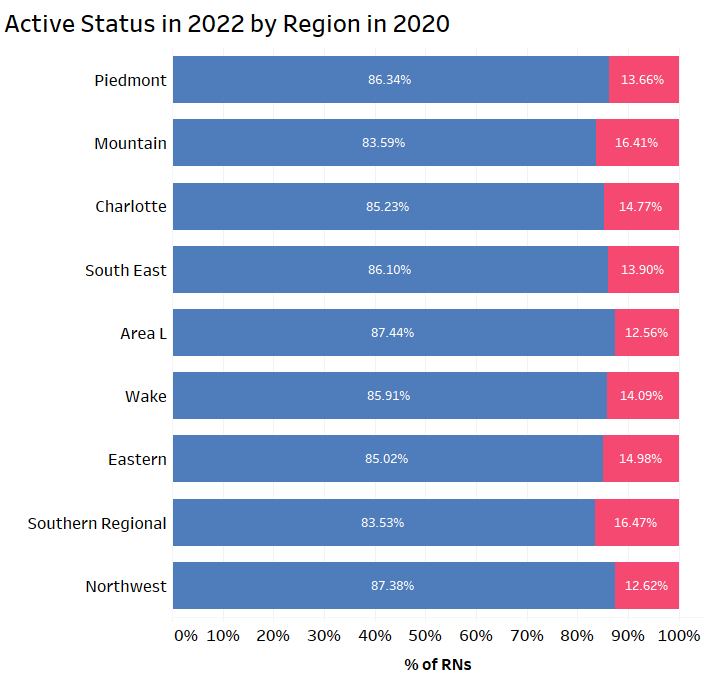 Active Status in 2022 by Region in 2020
Piedmont 86.34% 13.66%
Mountain 83.59% 16.41%
Charlotte 85.23% 14.77%
South East 86.10% 13.90%
Area L 87.44% 12.56%
Wake 85.91% 14.09%
Eastern 85.02% 14.98%
Southern Regional 83.53% 16.47%
Northwest 87.38% 12.62%
0% 10% 20% 30% 40% 50% 60% 70% 80% 90% 100%
% of RNs